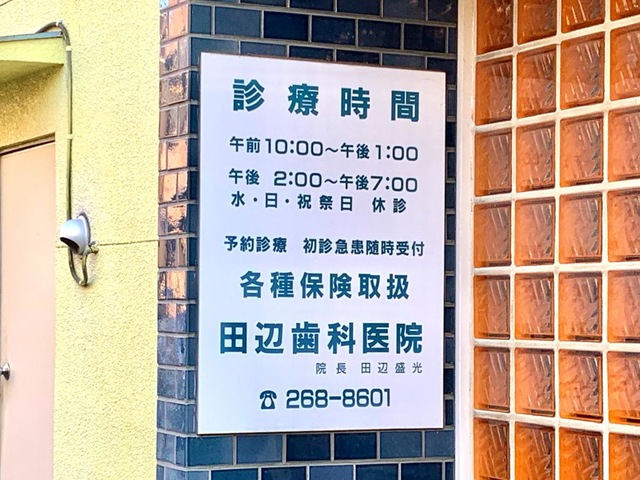 診療時間
午前10:00～午後1:00
午後 2:00～午後7:00
水・日・祝祭日 休診
予約診療 初診急患随時受付
各種保険取扱
田辺歯科医院
院長 田辺盛光
☎ 268-8601